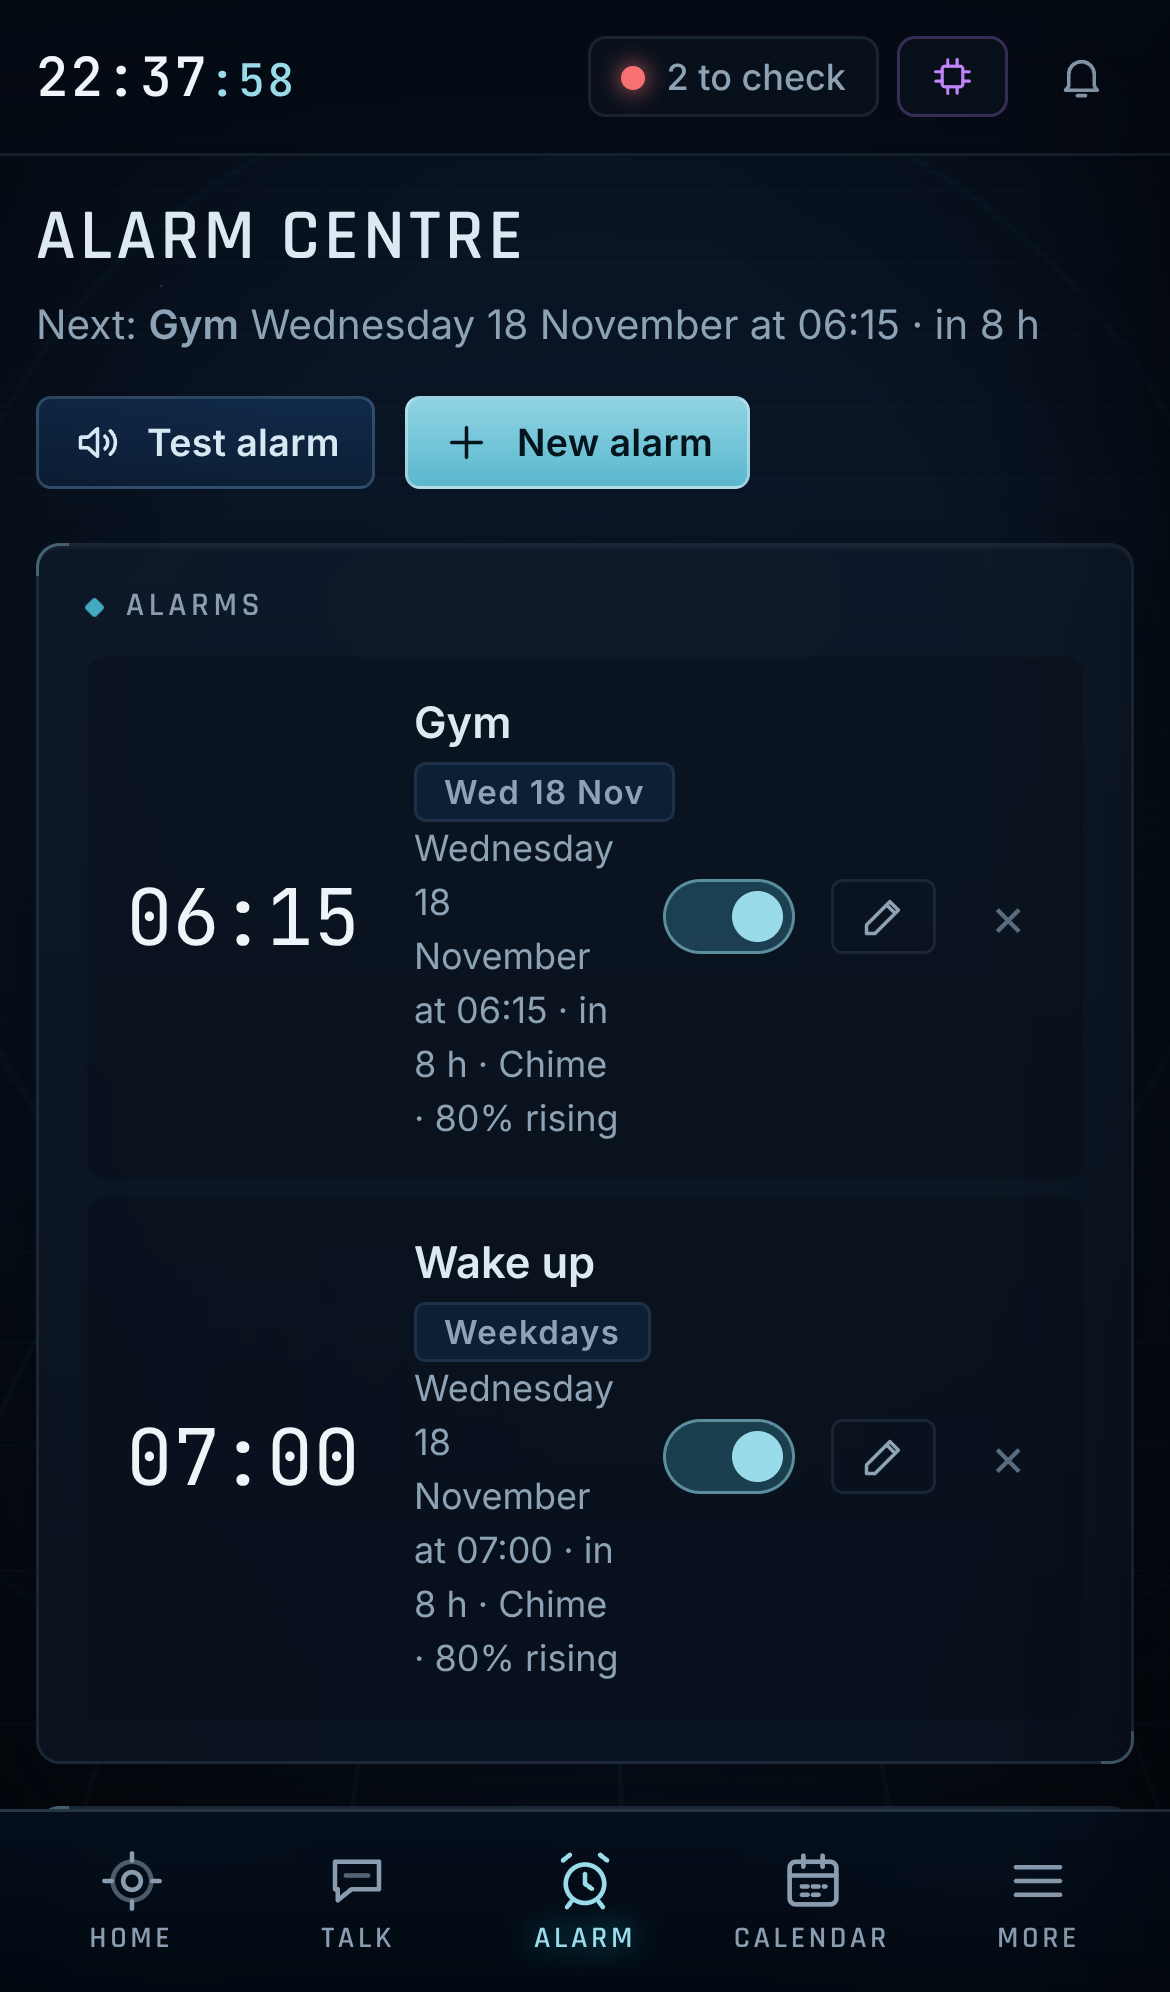 22:37:58
2 to check
ALARM CENTRE
Next: Gym Wednesday 18 November at 06:15 · in 8 h
Test alarm
New alarm
ALARMS
Gym
Wed 18 Nov
06:15
Wednesday
18
November
at 06:15 · in
8 h · Chime
· 80% rising
Wake up
Weekdays
07:00
Wednesday
18
November
at 07:00 · in
8 h · Chime
· 80% rising
HOME
TALK
ALARM
CALENDAR
MORE